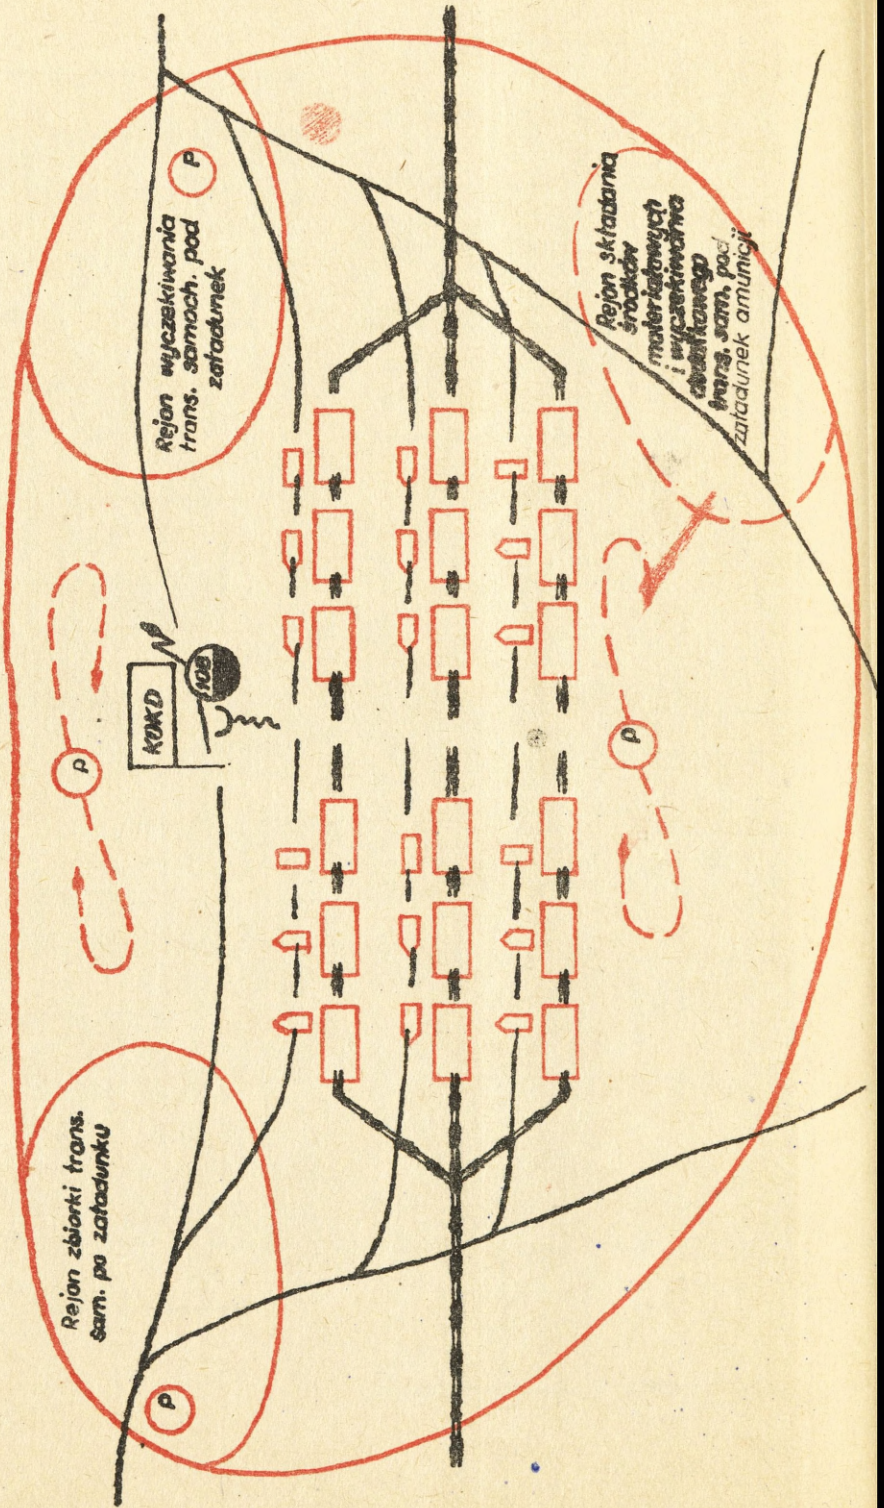 Rejon zbiorki trans.
sam. po załadunku
P
P
KOKD
108
Rejon wyczekiwania
trans. samoch. pod
załadunek
P
P
Rejon składania
środków
materiałowych
i wyczekiwania
trans. sam. pod
załadunek amunicji